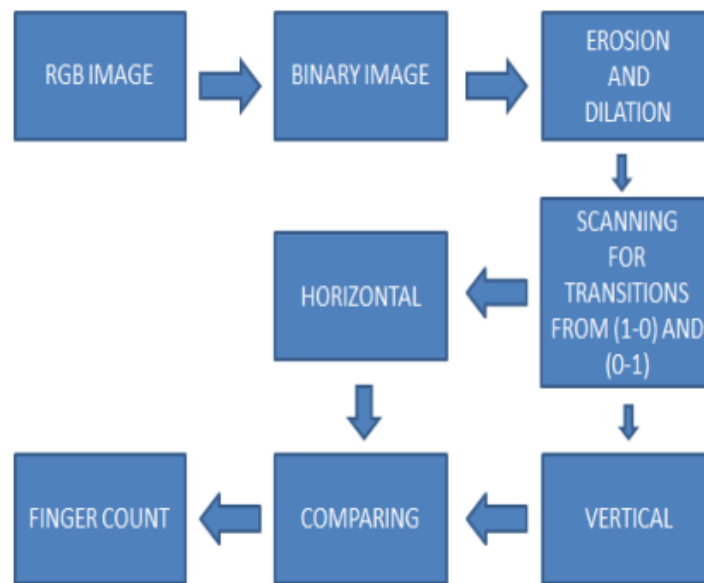 RGB IMAGE
BINARY IMAGE
EROSION
AND
DILATION
SCANNING
FOR
TRANSITIONS
FROM (1-0) AND
(0-1)
HORIZONTAL
FINGER COUNT
COMPARING
VERTICAL